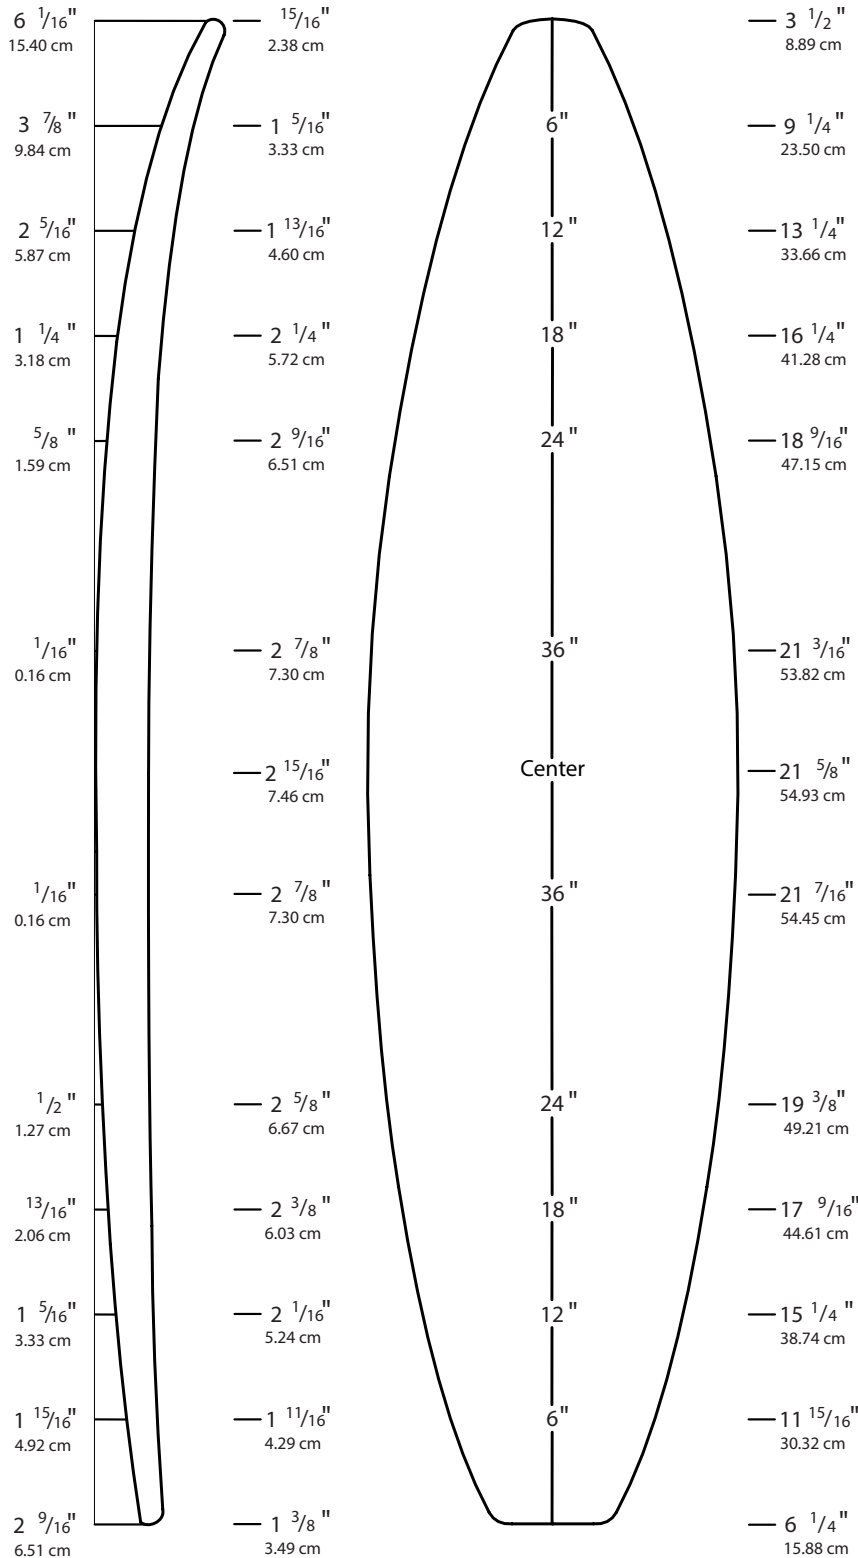 6 1/16" 15/16" 3 1/2"
15.40 cm 2.38 cm 8.89 cm
3 7/8" 1 5/16" 6" 9 1/4"
9.84 cm 3.33 cm 23.50 cm
2 5/16" 1 13/16" 12" 13 1/4"
5.87 cm 4.60 cm 33.66 cm
1 1/4" 2 1/4" 18" 16 1/4"
3.18 cm 5.72 cm 41.28 cm
5/8" 2 9/16" 24" 18 9/16"
1.59 cm 6.51 cm 47.15 cm
1/16" 2 7/8" 36" 21 3/16"
0.16 cm 7.30 cm 53.82 cm
2 15/16" Center 21 5/8"
7.46 cm 54.93 cm
1/16" 2 7/8" 36" 21 7/16"
0.16 cm 7.30 cm 54.45 cm
1/2" 2 5/8" 24" 19 3/8"
1.27 cm 6.67 cm 49.21 cm
13/16" 2 3/8" 18" 17 9/16"
2.06 cm 6.03 cm 44.61 cm
1 5/16" 2 1/16" 12" 15 1/4"
3.33 cm 5.24 cm 38.74 cm
1 15/16" 1 11/16" 6" 11 15/16"
4.92 cm 4.29 cm 30.32 cm
2 9/16" 1 3/8" 6 1/4"
6.51 cm 3.49 cm 15.88 cm